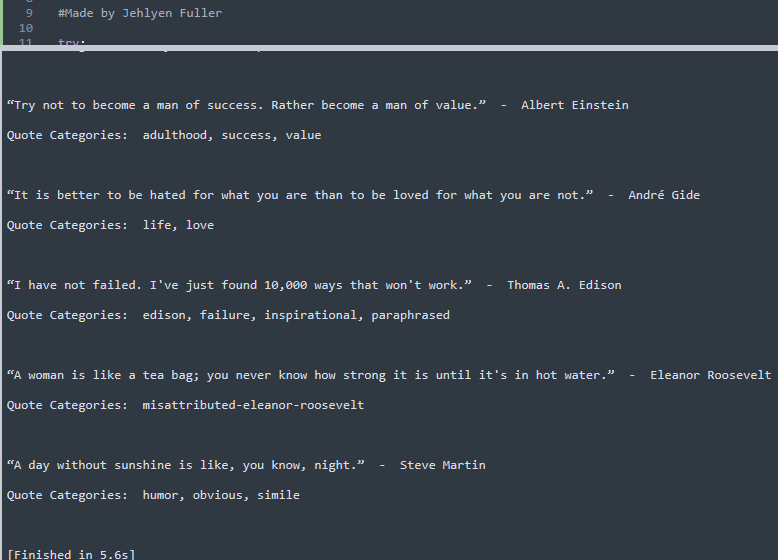 9 #Made by Jehlyen Fuller
10
11 try:
“Try not to become a man of success. Rather become a man of value.” - Albert Einstein
Quote Categories: adulthood, success, value
“It is better to be hated for what you are than to be loved for what you are not.” - André Gide
Quote Categories: life, love
“I have not failed. I've just found 10,000 ways that won't work.” - Thomas A. Edison
Quote Categories: edison, failure, inspirational, paraphrased
“A woman is like a tea bag; you never know how strong it is until it's in hot water.” - Eleanor Roosevelt
Quote Categories: misattributed-eleanor-roosevelt
“A day without sunshine is like, you know, night.” - Steve Martin
Quote Categories: humor, obvious, simile
[Finished in 5.6s]